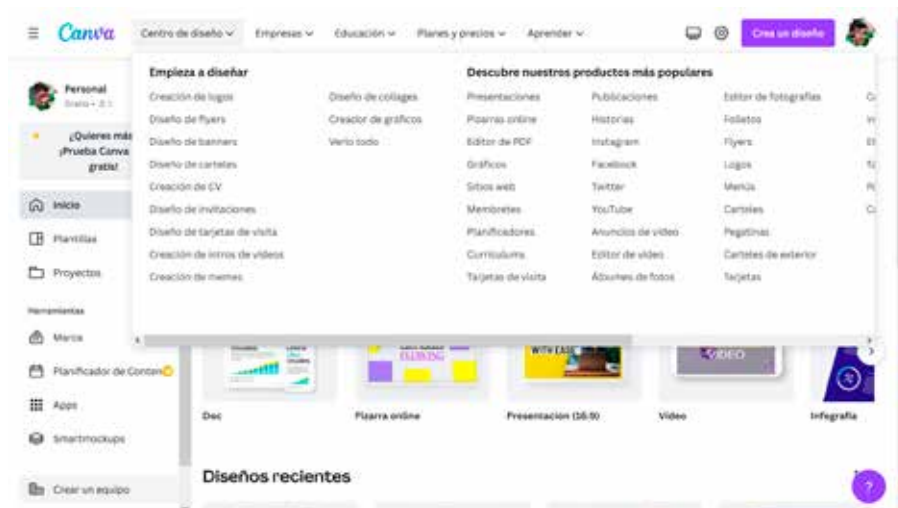 Canva
Centro de diseño
Empresas
Educación
Planes y precios
Aprender
Crea un diseño
Personal
¿Quieres más
¡Prueba Canva
gratis!
Inicio
Plantillas
Proyectos
Herramientas
Marca
Planificador de Conten
Apps
Smartmockups
Crear un equipo
Empieza a diseñar
Creación de logos
Diseño de flyers
Diseño de banners
Diseño de carteles
Creación de CV
Diseño de invitaciones
Diseño de tarjetas de visita
Creación de intros de vídeos
Creación de memes
Diseño de collages
Creador de gráficos
Verlo todo
Descubre nuestros productos más populares
Presentaciones
Pizarras online
Editor de PDF
Gráficos
Sitios web
Membretes
Planificadores
Currículums
Tarjetas de visita
Publicaciones
Historias
Instagram
Facebook
Twitter
YouTube
Anuncios de vídeo
Editor de vídeo
Álbumes de fotos
Editor de fotografías
Folletos
Flyers
Logos
Menús
Carteles
Pegatinas
Carteles de exterior
Tarjetas
WITH EASE
VIDEO
Doc
Pizarra online
Presentación (16:9)
Vídeo
Infografía
Diseños recientes
?